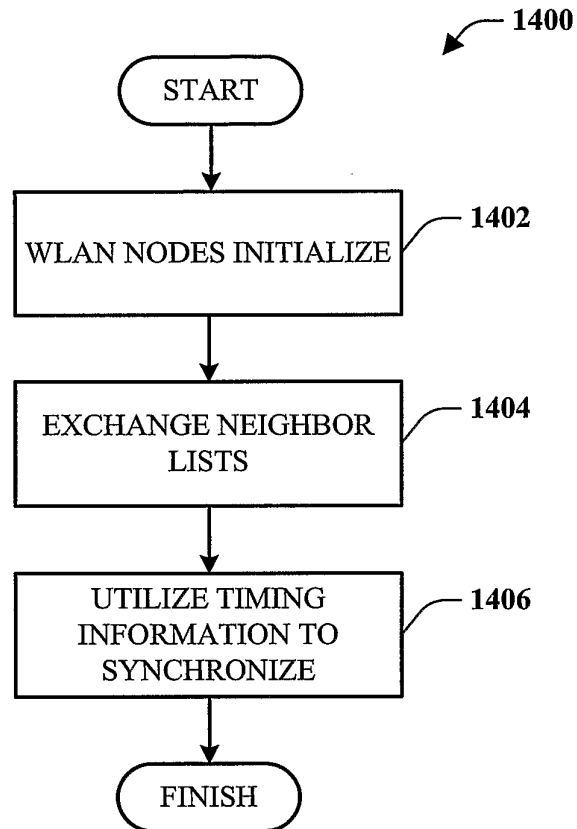 1400
START
WLAN NODES INITIALIZE
1402
EXCHANGE NEIGHBOR
LISTS
1404
UTILIZE TIMING
INFORMATION TO
SYNCHRONIZE
1406
FINISH